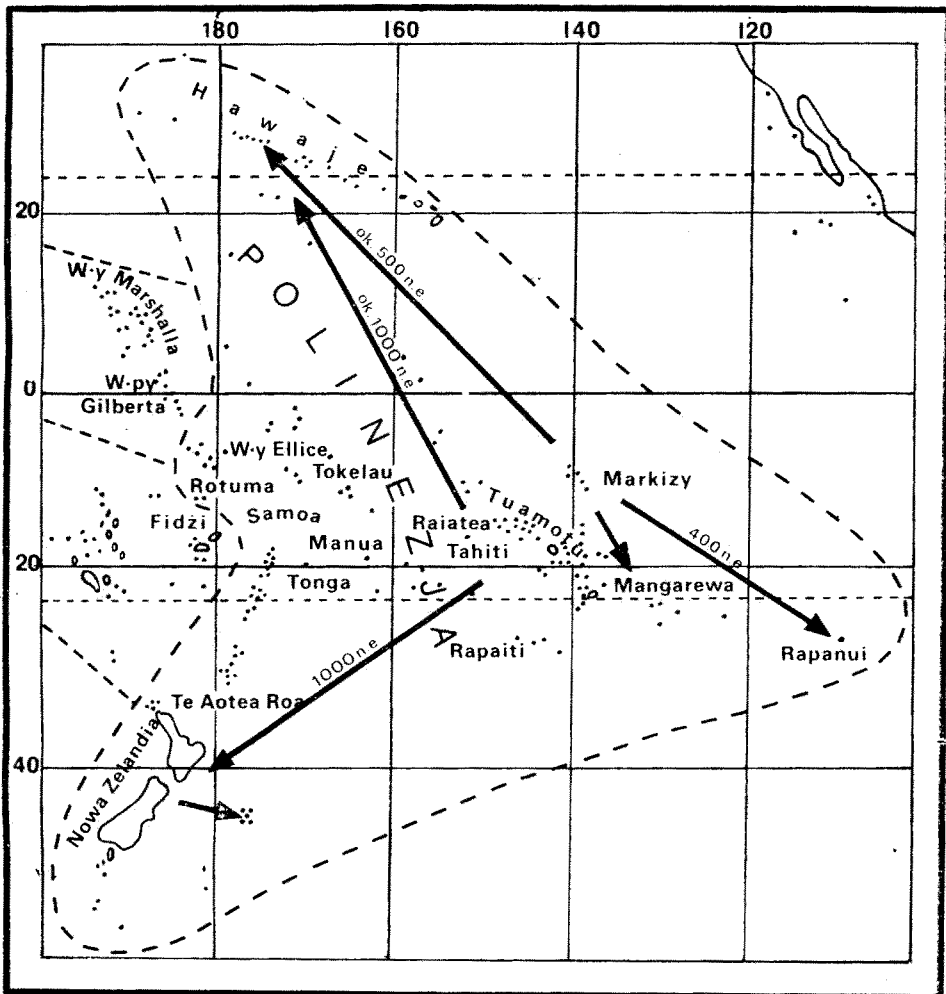 180 160 140 120
Hawaje
20
ok. 500 n.e
W-y Marshalla
POLINEZJA
ok. 1000 n.e
0
W-py
Gilberta
W-y Ellice
Tokelau
Markizy
Rotuma
Tuamotu
Fidżi
Samoa
Raiatea
Manua
Tahiti
400 n.e
20
Tonga
Mangarewa
Rapaiti
Rapanui
1000 n.e
Te Aotea Roa
Nowa Zelandia
40